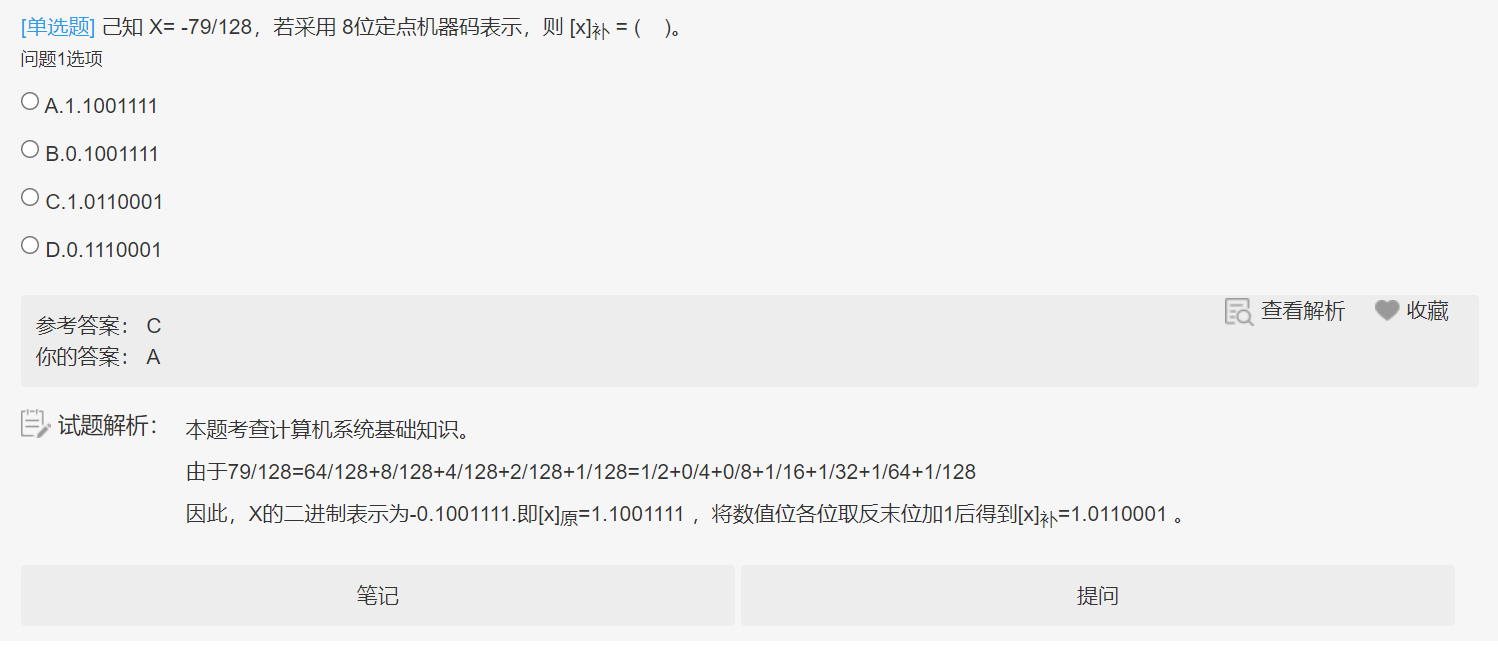 [单选题] 己知 X= -79/128，若采用 8位定点机器码表示，则 [x]补 = (    )。
问题1选项
A.1.1001111
B.0.1001111
C.1.0110001
D.0.1110001
查看解析 收藏
参考答案： C
你的答案： A
试题解析： 本题考查计算机系统基础知识。
由于79/128=64/128+8/128+4/128+2/128+1/128=1/2+0/4+0/8+1/16+1/32+1/64+1/128
因此，X的二进制表示为-0.1001111.即[x]原=1.1001111 ，将数值位各位取反末位加1后得到[x]补=1.0110001 。
笔记 提问